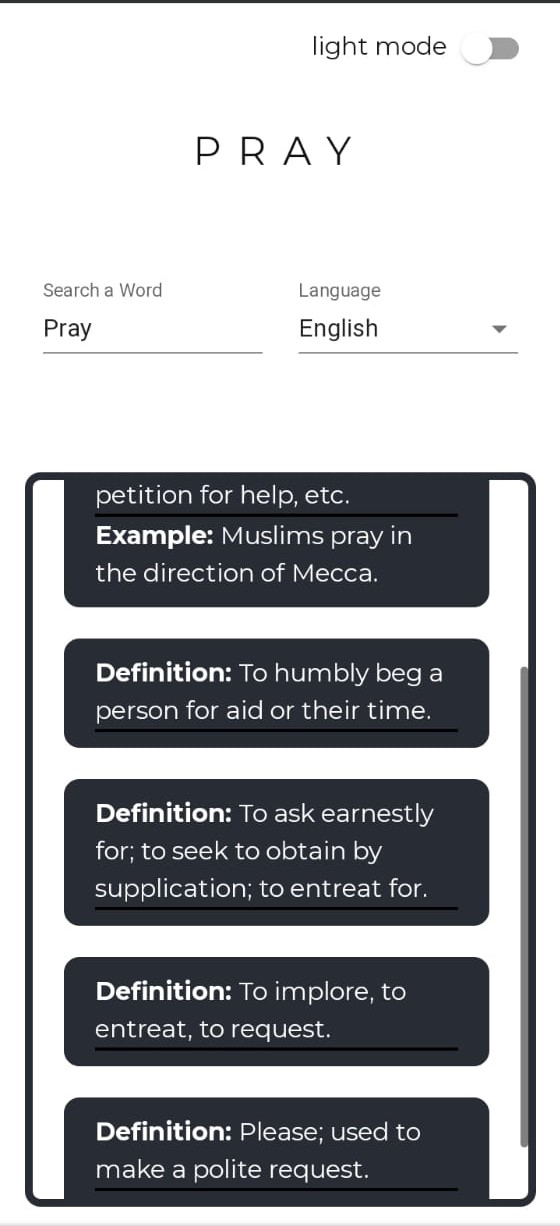 light mode
P R A Y
Search a Word
Language
Pray
English
petition for help, etc.
Example: Muslims pray in
the direction of Mecca.
Definition: To humbly beg a
person for aid or their time.
Definition: To ask earnestly
for; to seek to obtain by
supplication; to entreat for.
Definition: To implore, to
entreat, to request.
Definition: Please; used to
make a polite request.